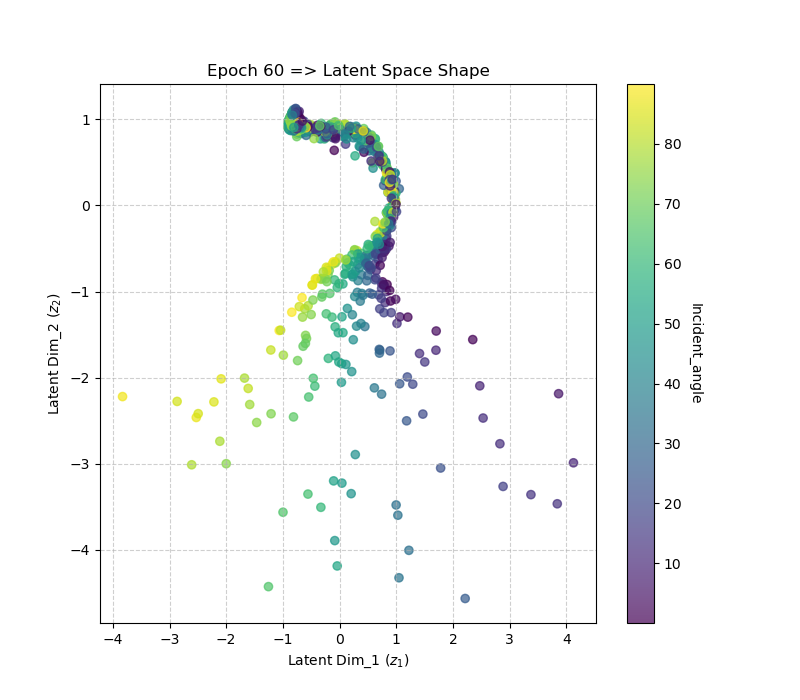 Epoch 60 => Latent Space Shape
1
0
−1
−2
−3
−4
Latent Dim_2 (z₂)
−4 −3 −2 −1 0 1 2 3 4
Latent Dim_1 (z₁)
80
70
60
50
40
30
20
10
Incident_angle